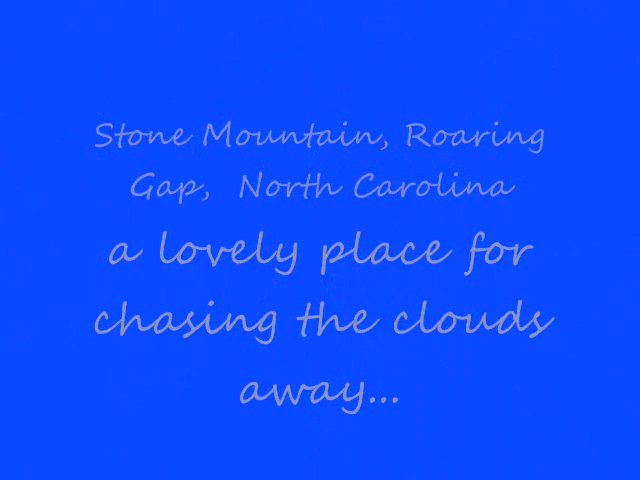 Stone Mountain, Roaring
Gap,  North Carolina
a lovely place for
chasing the clouds
away...